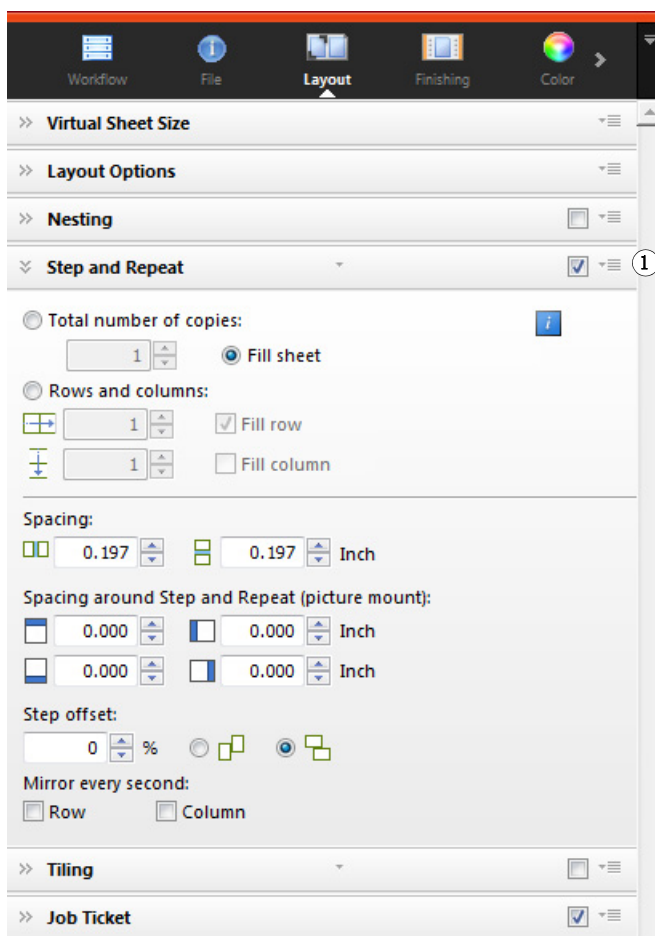 Workflow File Layout Finishing Color
Virtual Sheet Size
Layout Options
Nesting
Step and Repeat 1
Total number of copies:
1 Fill sheet
Rows and columns:
1 Fill row
1 Fill column
Spacing:
0.197 0.197 Inch
Spacing around Step and Repeat (picture mount):
0.000 0.000 Inch
0.000 0.000 Inch
Step offset:
0 %
Mirror every second:
Row Column
Tiling
Job Ticket